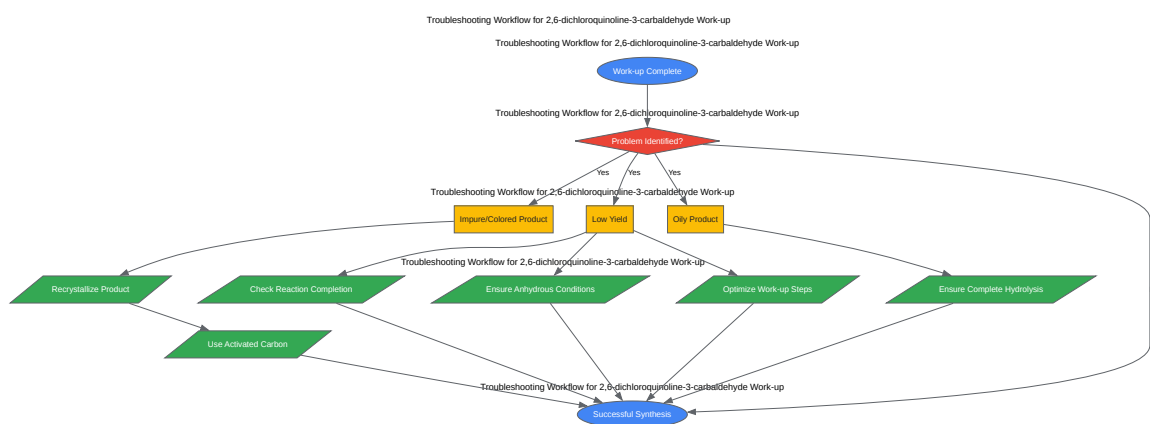 Troubleshooting Workflow for 2,6-dichloroquinoline-3-carbaldehyde Work-up
Troubleshooting Workflow for 2,6-dichloroquinoline-3-carbaldehyde Work-up
Work-up Complete
Troubleshooting Workflow for 2,6-dichloroquinoline-3-carbaldehyde Work-up
Problem Identified?
Yes Yes Yes
Troubleshooting Workflow for 2,6-dichloroquinoline-3-carbaldehyde Work-up
Impure/Colored Product Low Yield Oily Product
Troubleshooting Workflow for 2,6-dichloroquinoline-3-carbaldehyde Work-up
Recrystallize Product Check Reaction Completion Ensure Anhydrous Conditions Optimize Work-up Steps Ensure Complete Hydrolysis
Use Activated Carbon
Troubleshooting Workflow for 2,6-dichloroquinoline-3-carbaldehyde Work-up
Successful Synthesis